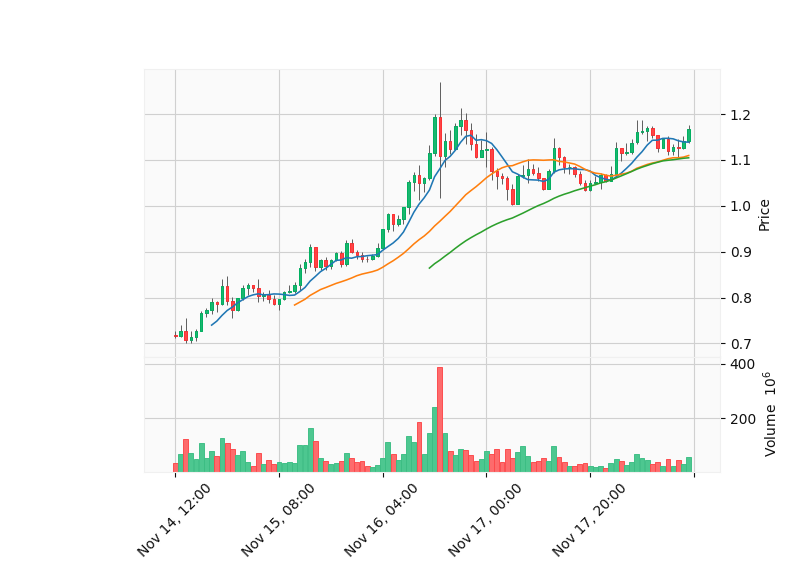 1.2
1.1
1.0
0.9
0.8
0.7
Price
400
200
Volume 10^6
Nov 14, 12:00
Nov 15, 08:00
Nov 16, 04:00
Nov 17, 00:00
Nov 17, 20:00